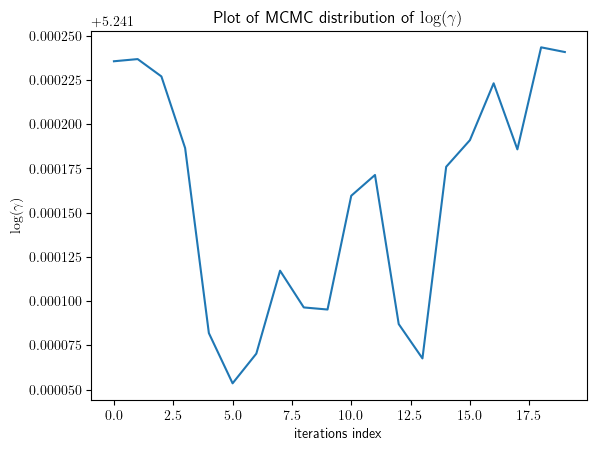 Plot of MCMC distribution of log(γ)
+5.241
0.000250
0.000225
0.000200
0.000175
0.000150
0.000125
0.000100
0.000075
0.000050
log(γ)
0.0 2.5 5.0 7.5 10.0 12.5 15.0 17.5
iterations index